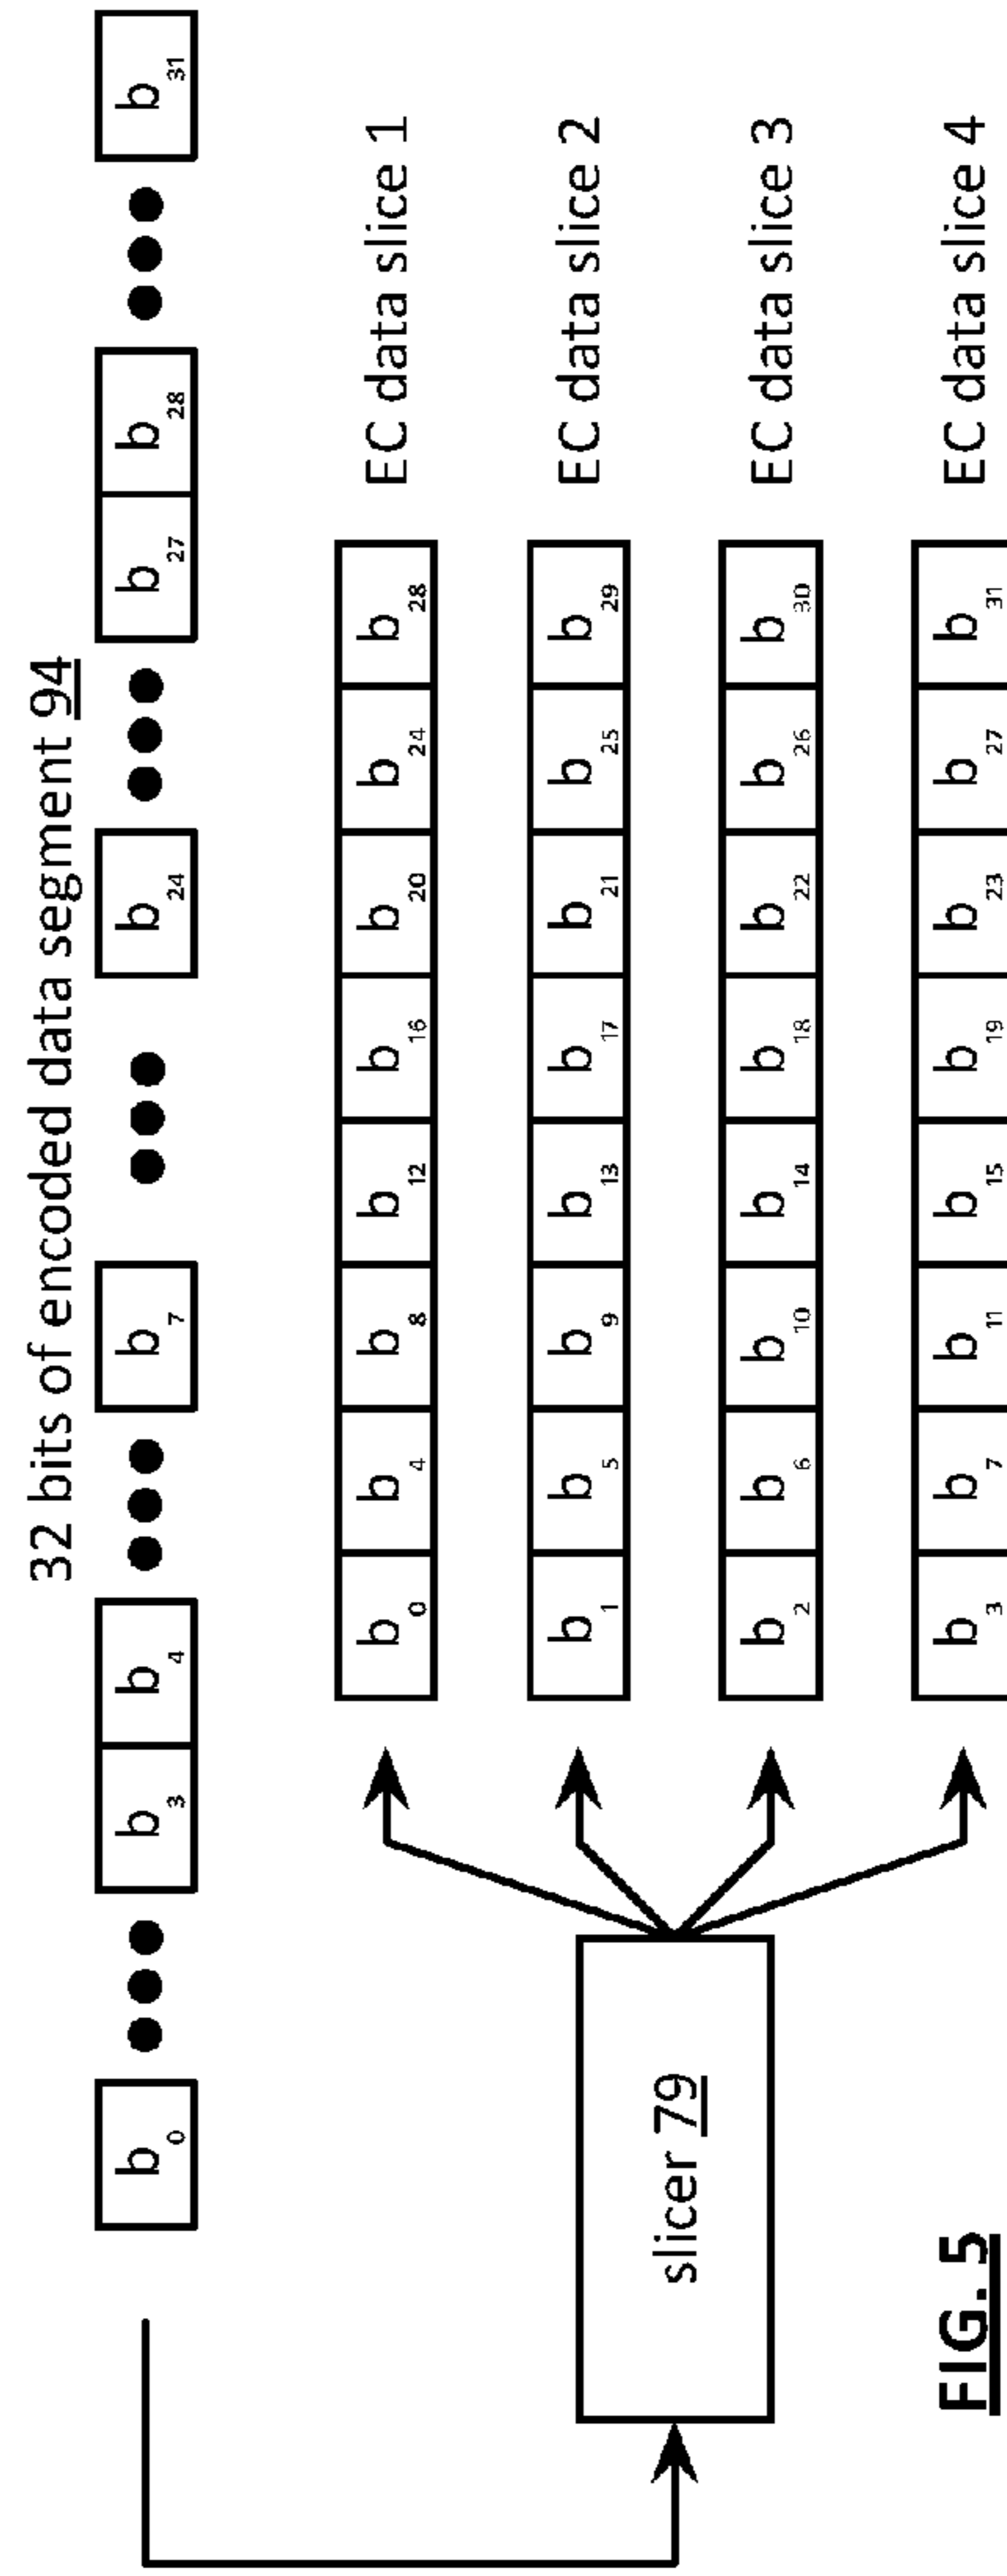 32 bits of encoded data segment 94
b0 ●●● b3 b4 ●●● b7 ●●● b24 ●●● b27 b28 ●●● b31
b0 b4 b8 b12 b16 b20 b24 b28 EC data slice 1
b1 b5 b9 b13 b17 b21 b25 b29 EC data slice 2
slicer 79
b2 b6 b10 b14 b18 b22 b26 b30 EC data slice 3
b3 b7 b11 b15 b19 b23 b27 b31 EC data slice 4
FIG. 5